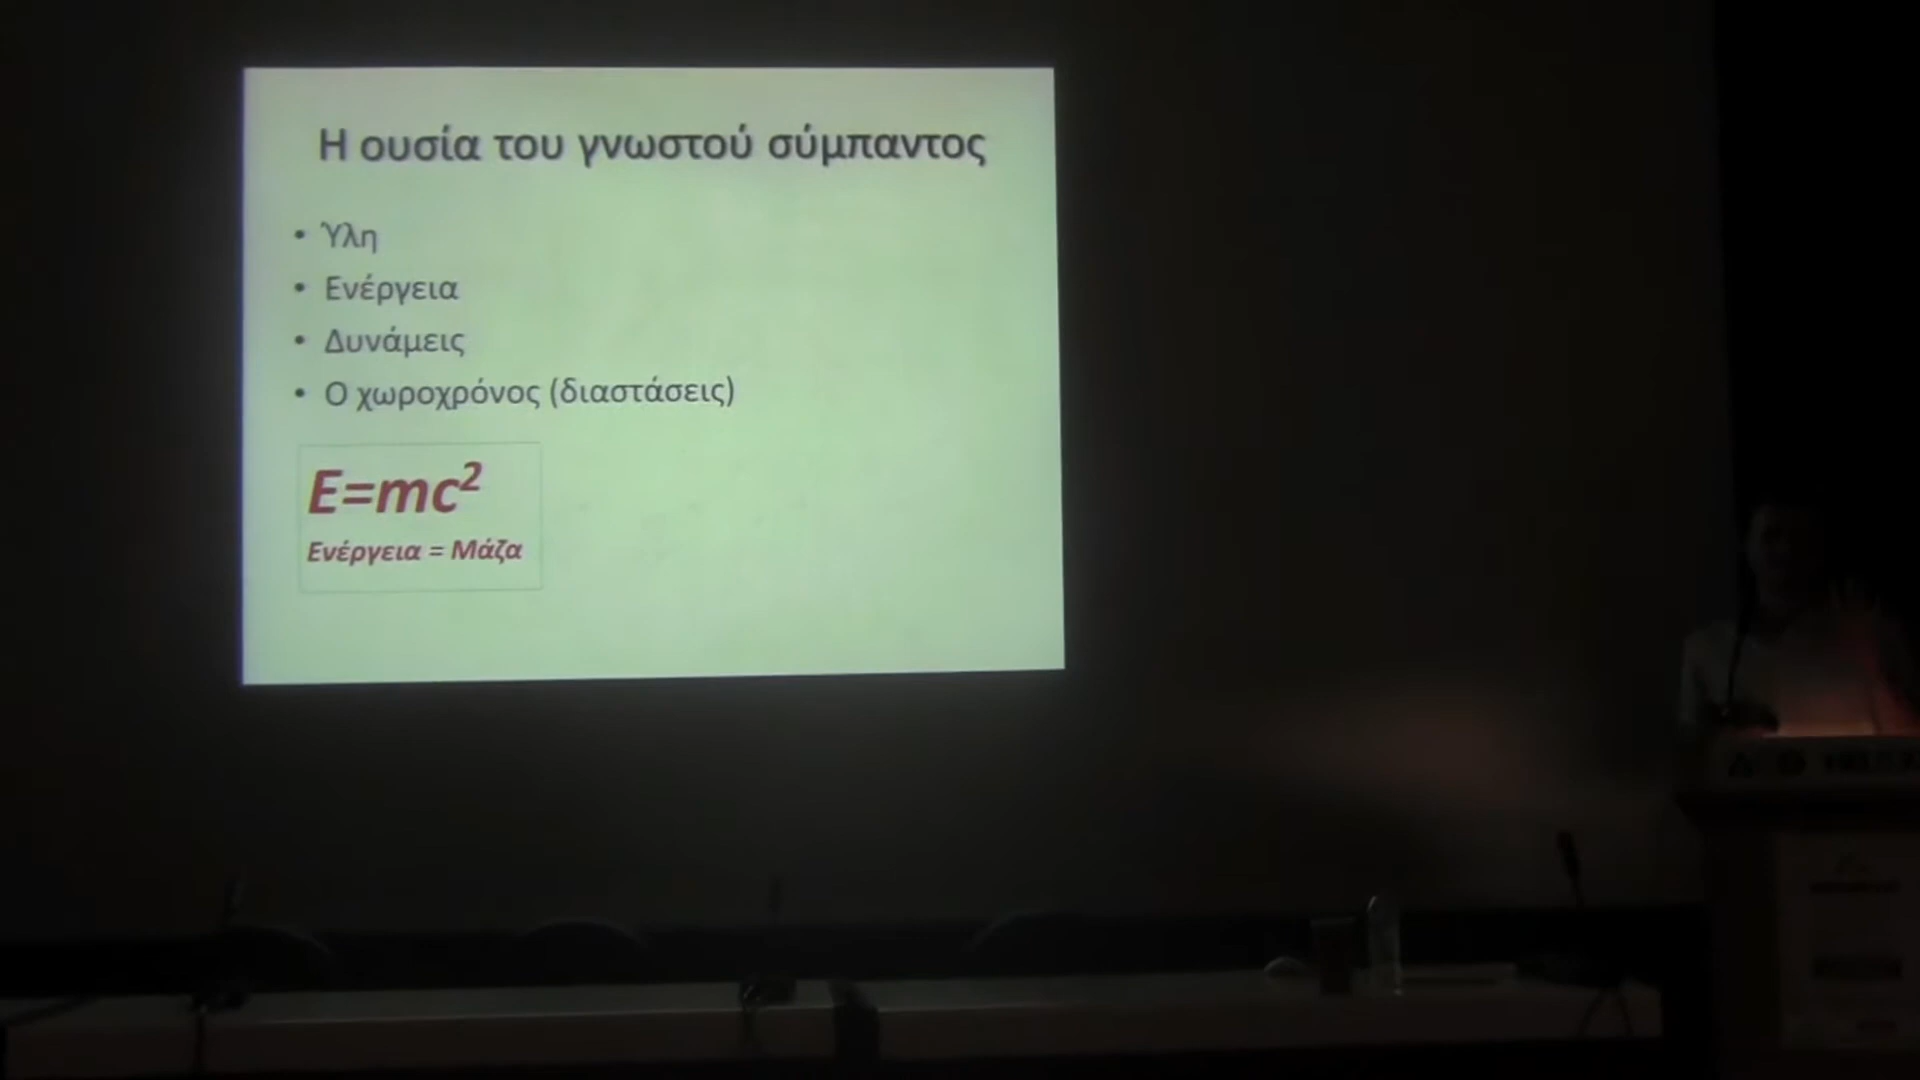 Η ουσία του γνωστού σύμπαντος
• Ύλη
• Ενέργεια
• Δυνάμεις
• Ο χωροχρόνος (διαστάσεις)
E=mc²
Ενέργεια = Μάζα